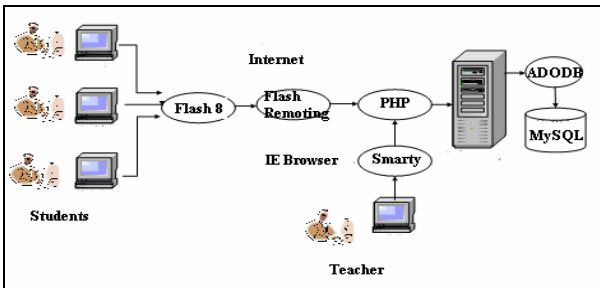 Internet
ADODB
Flash 8
Flash
Remoting
PHP
MySQL
IE Browser
Smarty
Students
Teacher